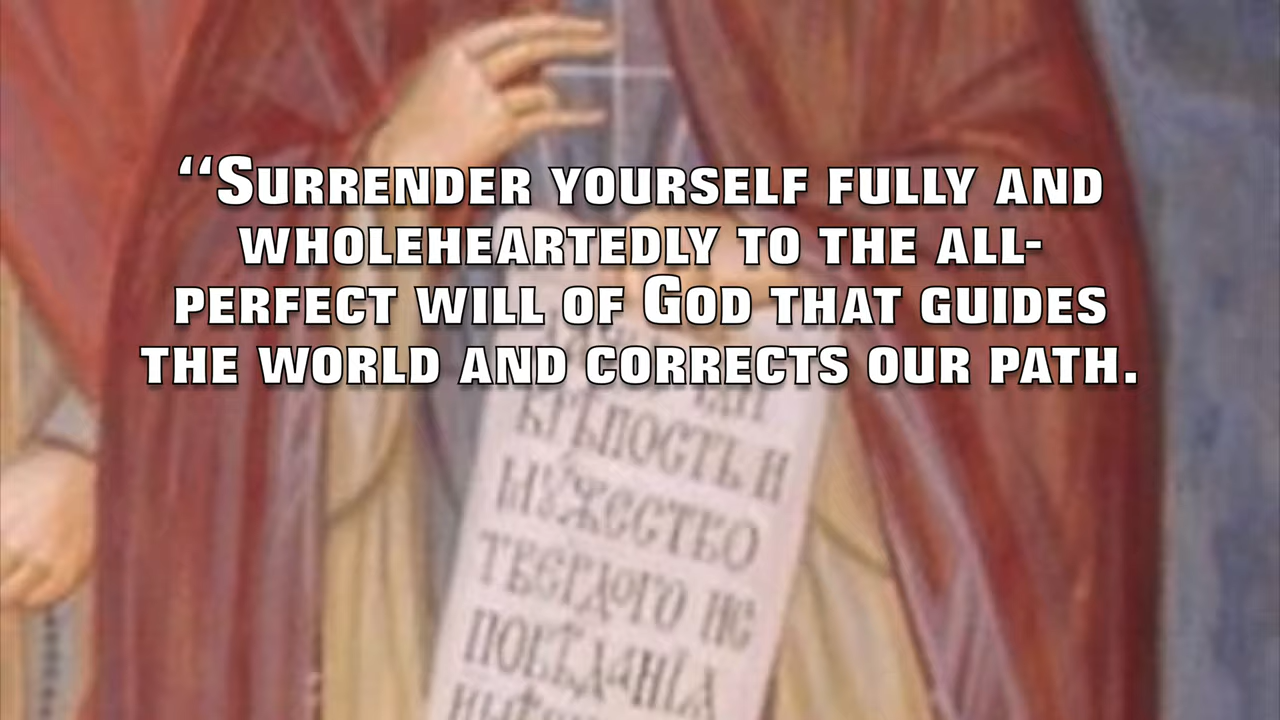 “Surrender yourself fully and
wholeheartedly to the all-
perfect will of God that guides
the world and corrects our path.
крѣпость и
мужество
твердого не